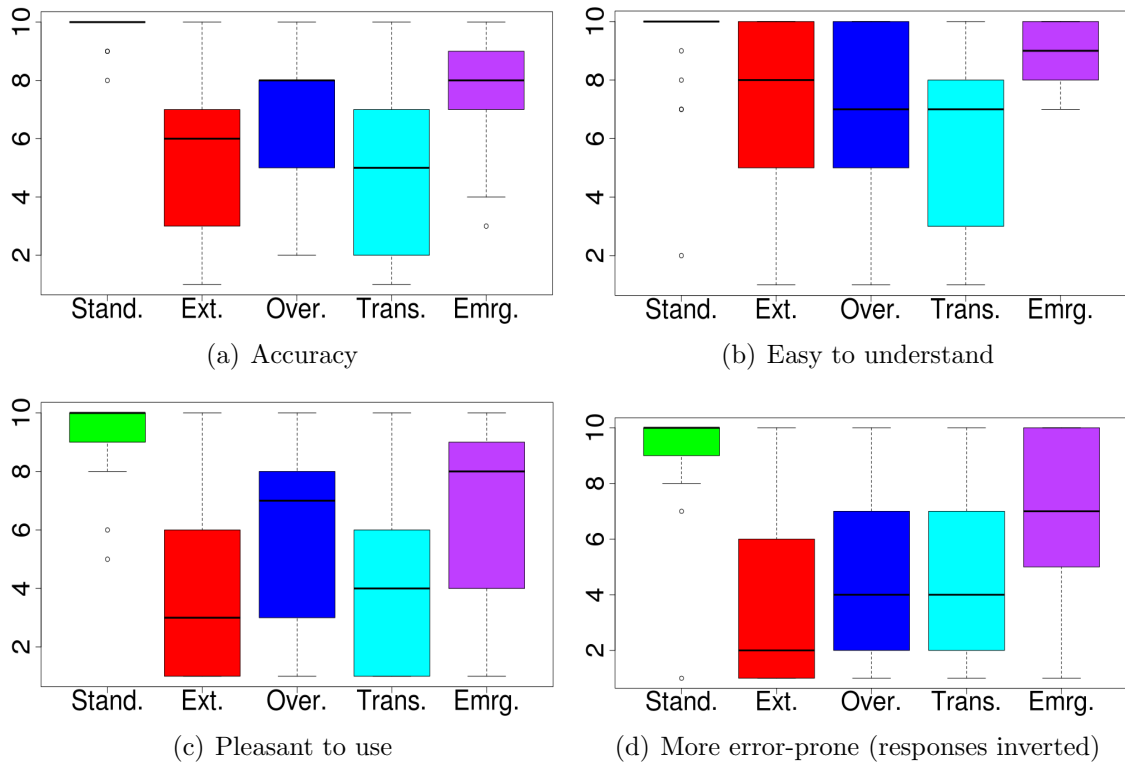 10
8
6
4
2
Stand. Ext. Over. Trans. Emrg.
(a) Accuracy
10
8
6
4
2
Stand. Ext. Over. Trans. Emrg.
(b) Easy to understand
10
8
6
4
2
Stand. Ext. Over. Trans. Emrg.
(c) Pleasant to use
10
8
6
4
2
Stand. Ext. Over. Trans. Emrg.
(d) More error-prone (responses inverted)